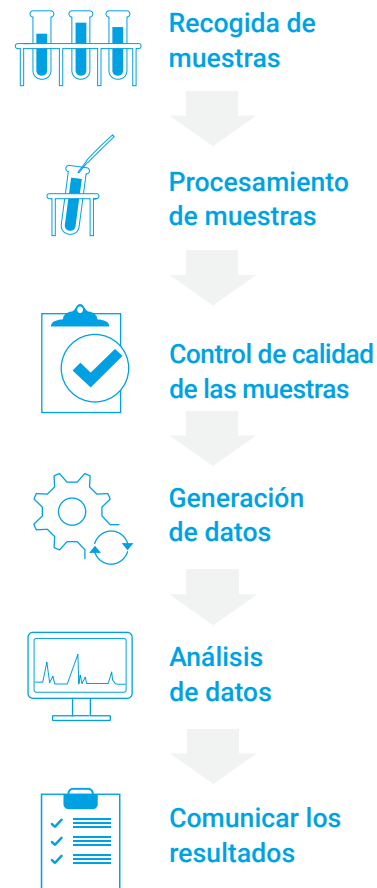 Recogida de
muestras
Procesamiento
de muestras
Control de calidad
de las muestras
Generación
de datos
Análisis
de datos
Comunicar los
resultados